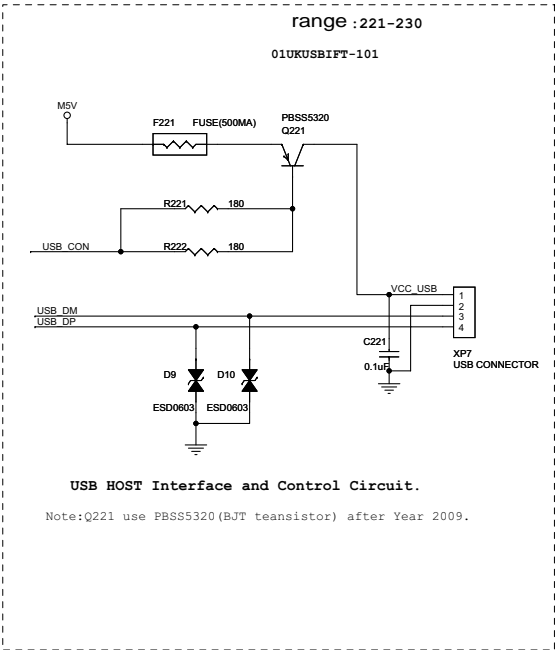 range :221-230
01UKUSBIFT-101
M5V
F221 FUSE(500MA)
PBSS5320
Q221
R221 180
USB_CON
R222 180
VCC_USB
1
2
3
4
USB_DM
USB_DP
C221
0.1uF
XP7
USB CONNECTOR
D9 D10
ESD0603 ESD0603
USB HOST Interface and Control Circuit.
Note:Q221 use PBSS5320(BJT teansistor) after Year 2009.